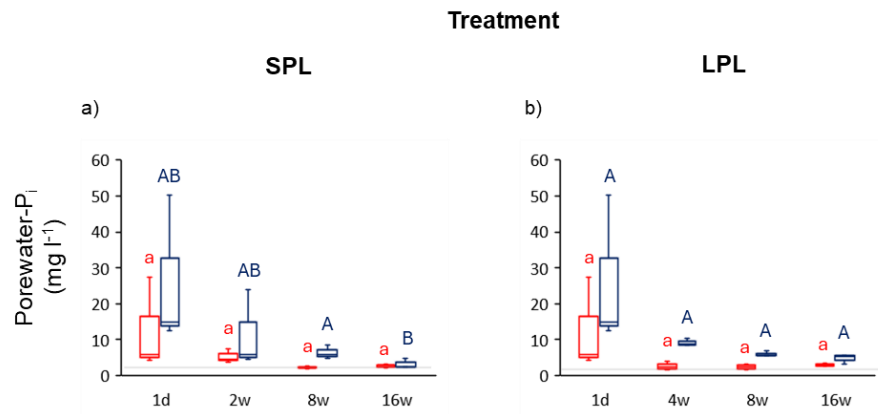 Treatment
SPL
LPL
a)
b)
Porewater-Pi
(mg l-1)
60
50
40
30
20
10
0
AB
a
AB
a
A
a
B
a
1d 2w 8w 16w
60
50
40
30
20
10
0
A
a
A
a
A
a
A
a
1d 4w 8w 16w